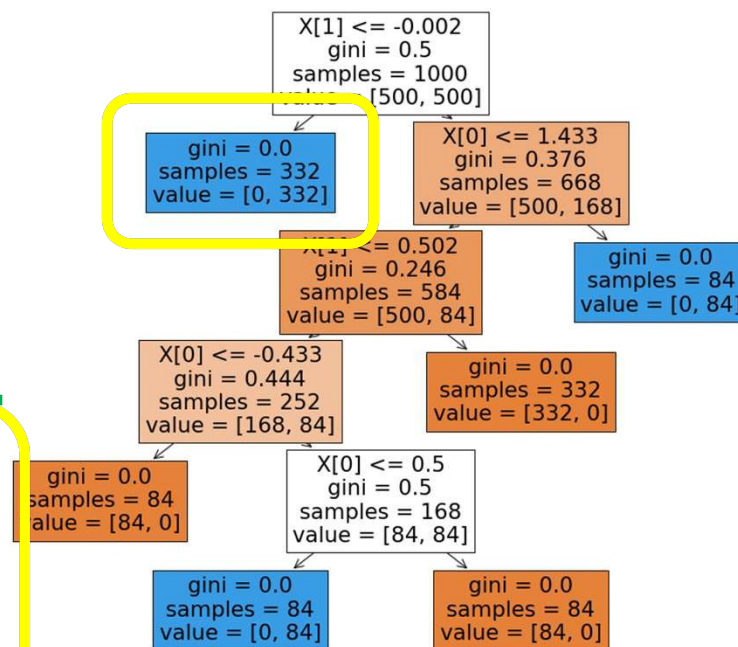 X[1] <= -0.002
gini = 0.5
samples = 1000
value = [500, 500]
gini = 0.0
samples = 332
value = [0, 332]
X[0] <= 1.433
gini = 0.376
samples = 668
value = [500, 168]
X[1] <= 0.502
gini = 0.246
samples = 584
value = [500, 84]
gini = 0.0
samples = 84
value = [0, 84]
X[0] <= -0.433
gini = 0.444
samples = 252
value = [168, 84]
gini = 0.0
samples = 332
value = [332, 0]
gini = 0.0
samples = 84
value = [84, 0]
X[0] <= 0.5
gini = 0.5
samples = 168
value = [84, 84]
gini = 0.0
samples = 84
value = [0, 84]
gini = 0.0
samples = 84
value = [84, 0]